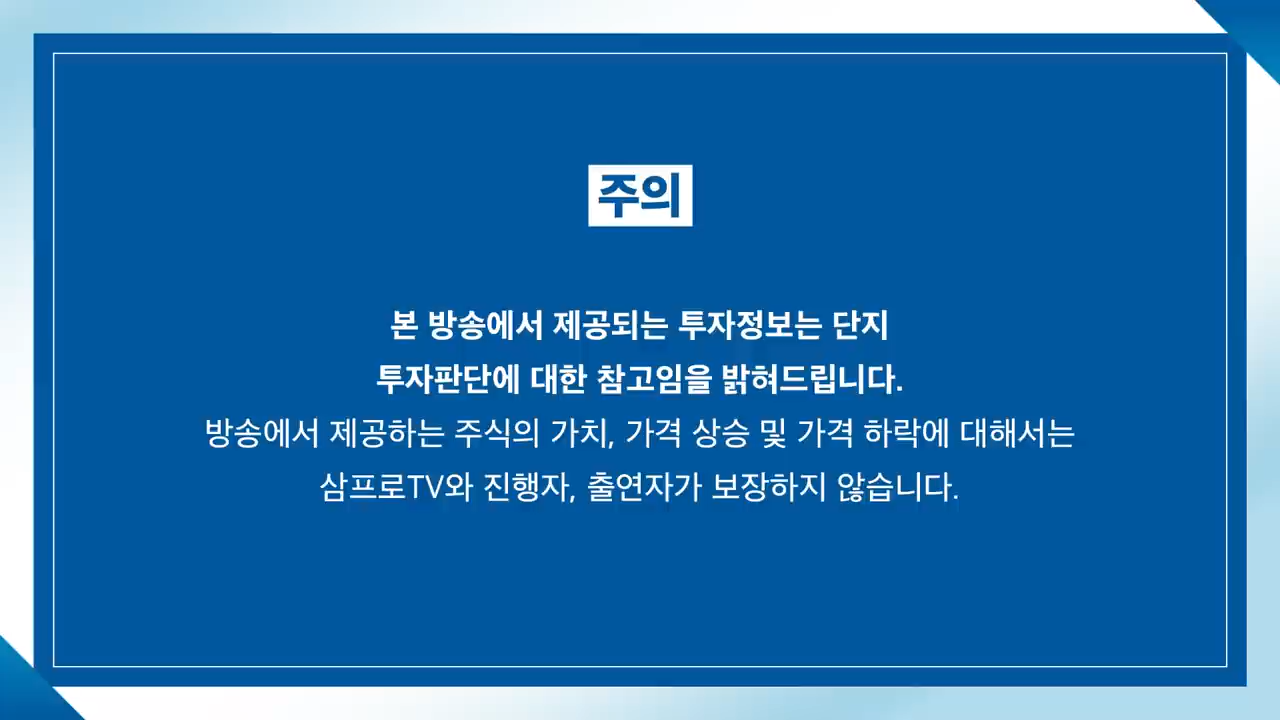 주의
본 방송에서 제공되는 투자정보는 단지
투자판단에 대한 참고임을 밝혀드립니다.
방송에서 제공하는 주식의 가치, 가격 상승 및 가격 하락에 대해서는
삼프로TV와 진행자, 출연자가 보장하지 않습니다.